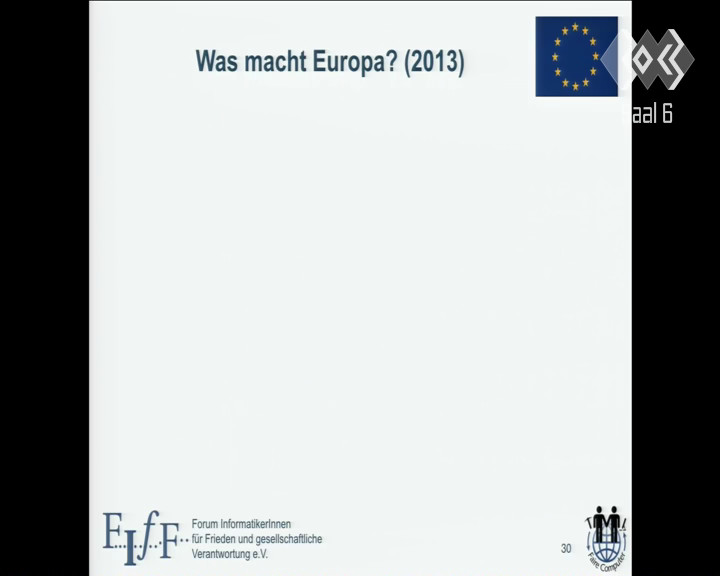 Was macht Europa? (2013)
Saal 6
FIfF
Forum InformatikerInnen
für Frieden und gesellschaftliche
Verantwortung e.V.
30
Faire Computer